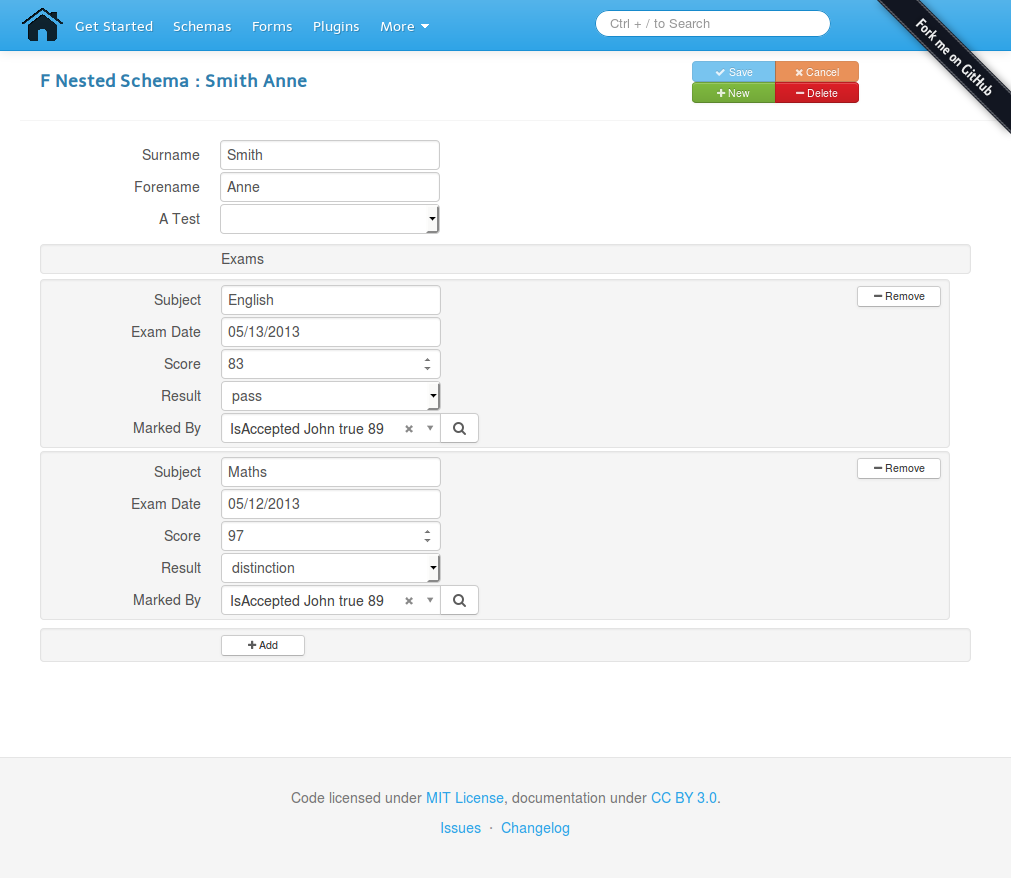 Get Started Schemas Forms Plugins More Ctrl + / to Search
Fork me on GitHub
F Nested Schema : Smith Anne
Save Cancel
New Delete
Surname Smith
Forename Anne
A Test
Exams
Subject English Remove
Exam Date 05/13/2013
Score 83
Result pass
Marked By IsAccepted John true 89
Subject Maths Remove
Exam Date 05/12/2013
Score 97
Result distinction
Marked By IsAccepted John true 89
Add
Code licensed under MIT License, documentation under CC BY 3.0.
Issues · Changelog